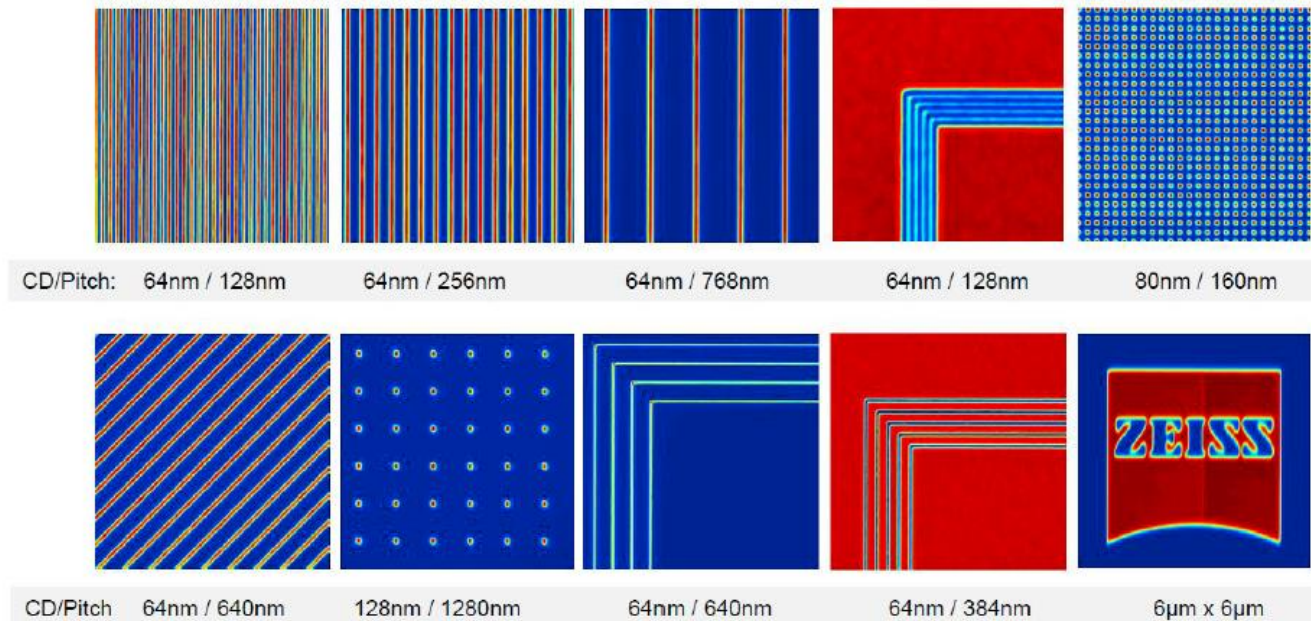 CD/Pitch: 64nm / 128nm 64nm / 256nm 64nm / 768nm 64nm / 128nm 80nm / 160nm
ZEISS
CD/Pitch 64nm / 640nm 128nm / 1280nm 64nm / 640nm 64nm / 384nm 6µm x 6µm